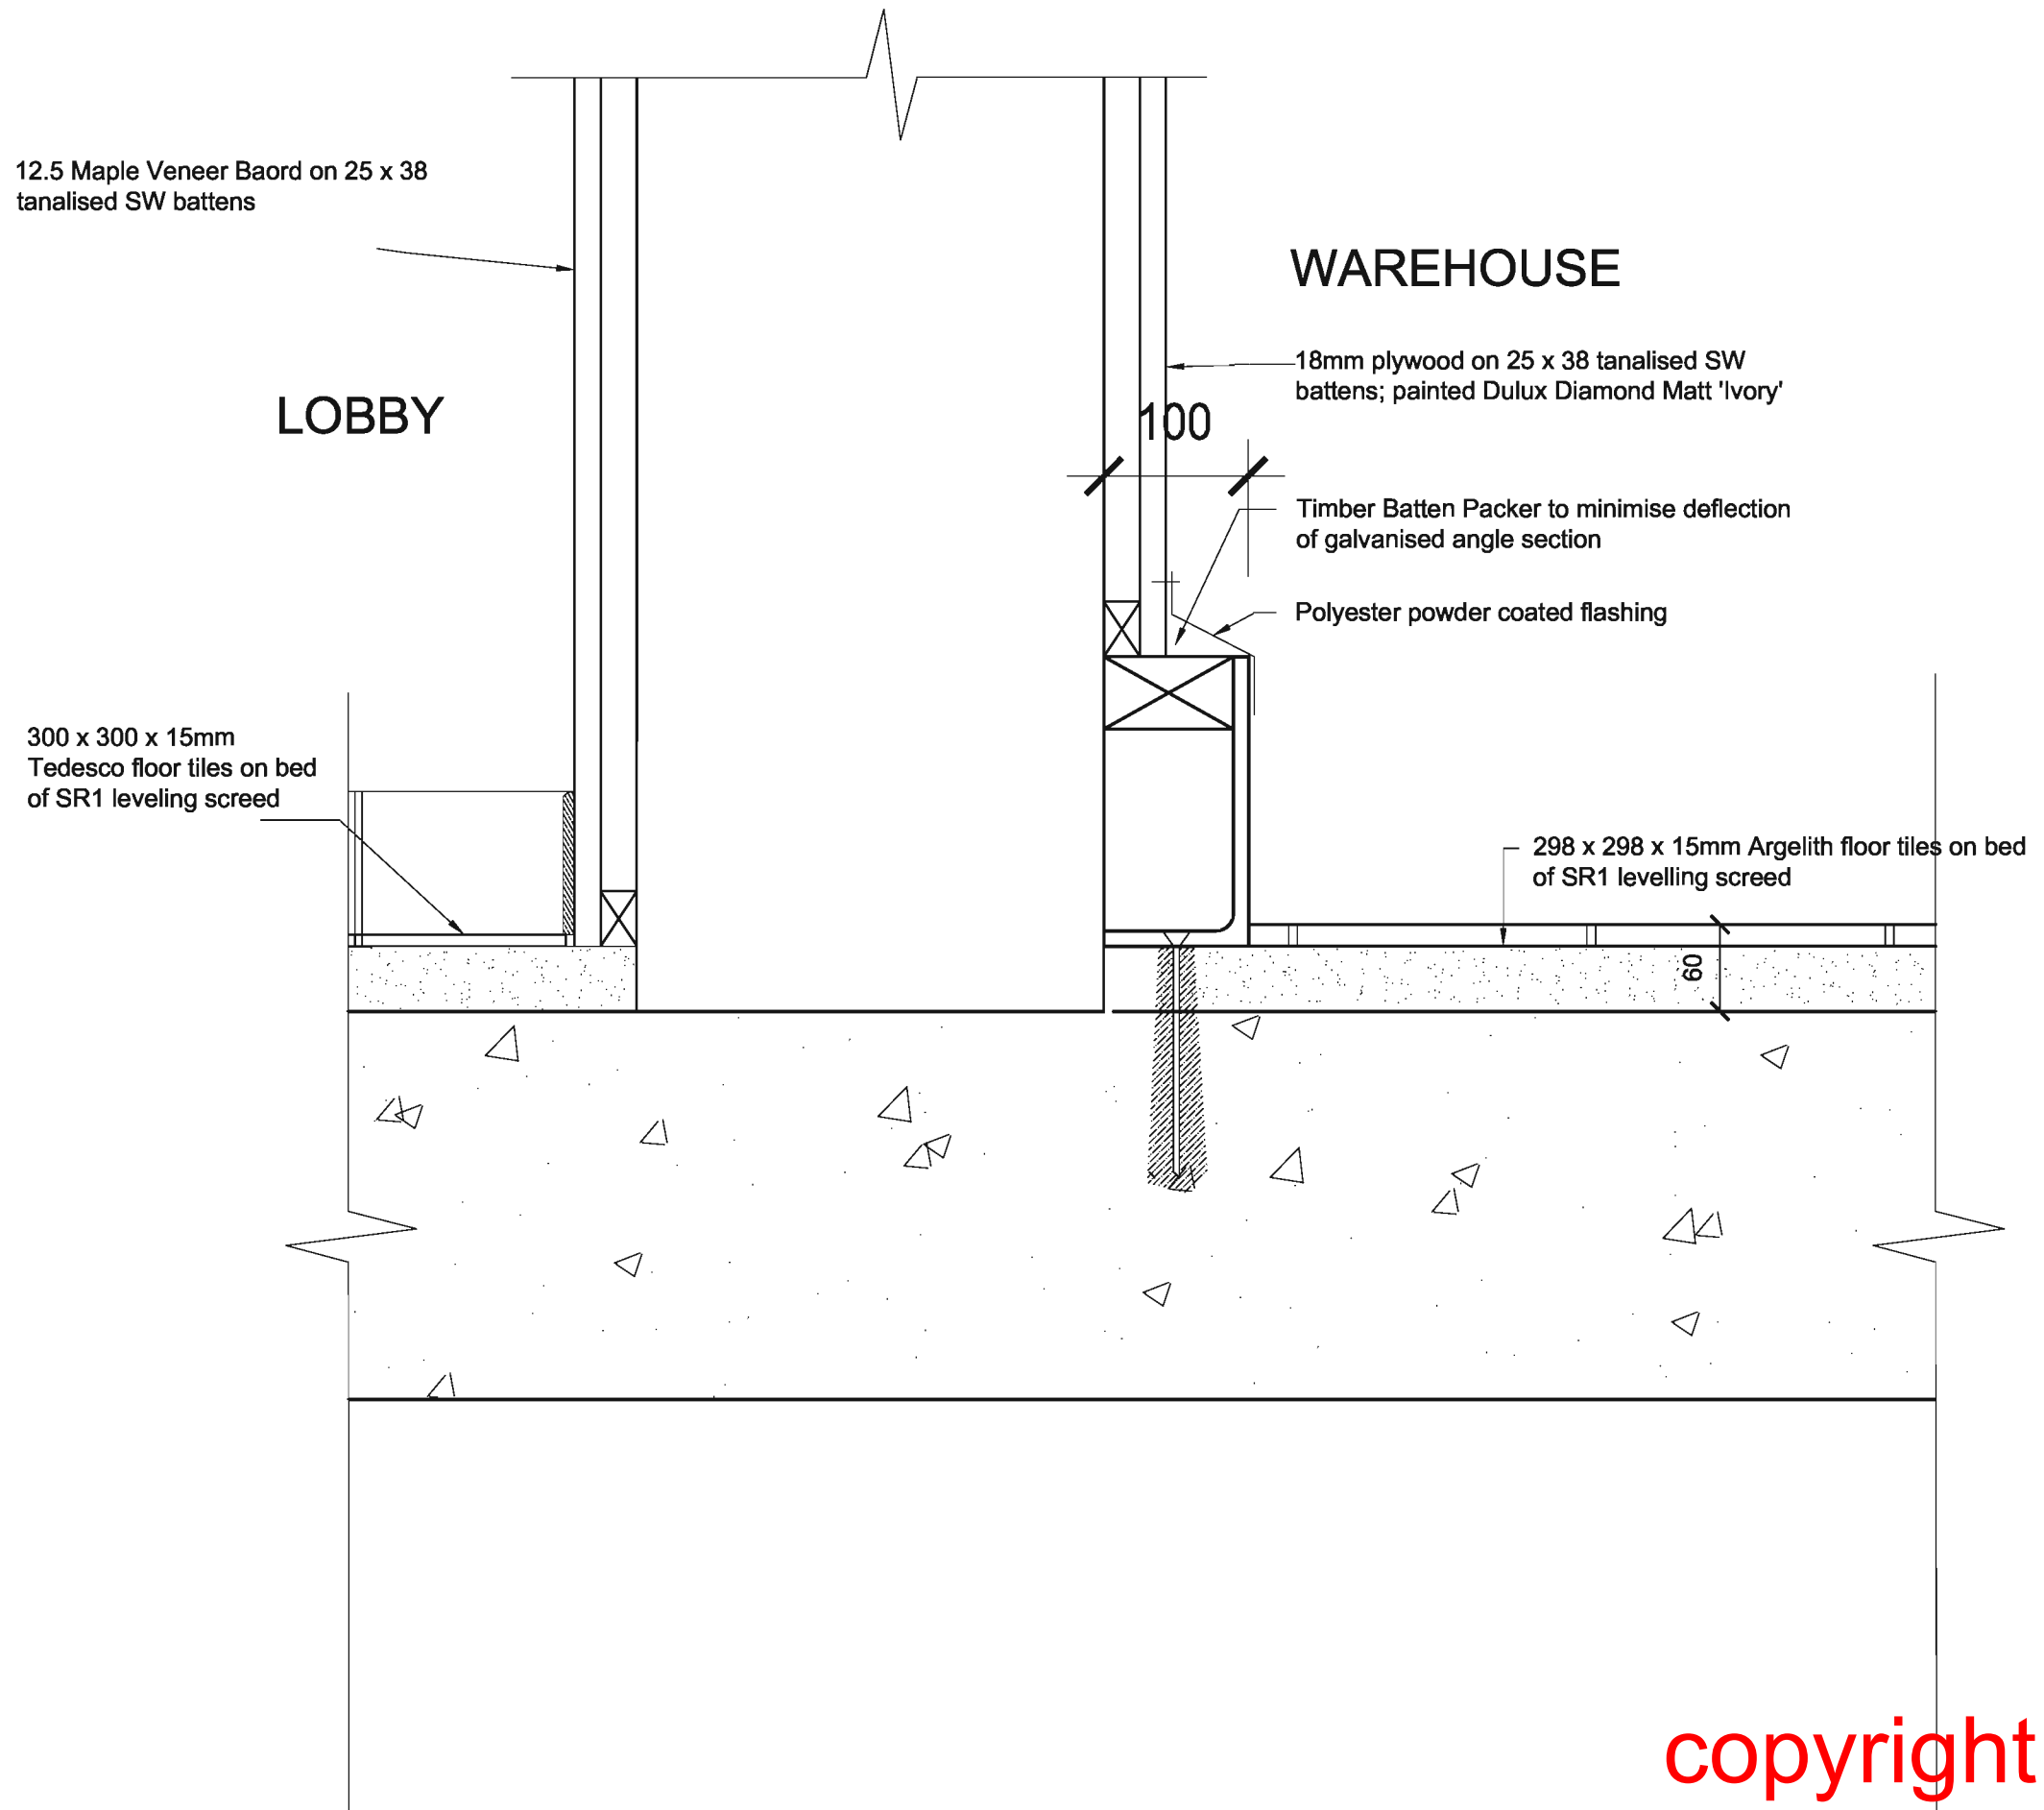 12.5 Maple Veneer Baord on 25 x 38
tanalised SW battens
WAREHOUSE
18mm plywood on 25 x 38 tanalised SW
battens; painted Dulux Diamond Matt 'Ivory'
LOBBY
100
Timber Batten Packer to minimise deflection
of galvanised angle section
Polyester powder coated flashing
300 x 300 x 15mm
Tedesco floor tiles on bed
of SR1 leveling screed
298 x 298 x 15mm Argelith floor tiles on bed
of SR1 levelling screed
60
copyright